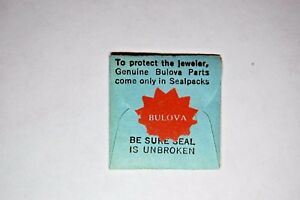 To protect the jeweler,
Genuine Bulova Parts
come only in Sealpacks
BULOVA
BE SURE SEAL
IS UNBROKEN